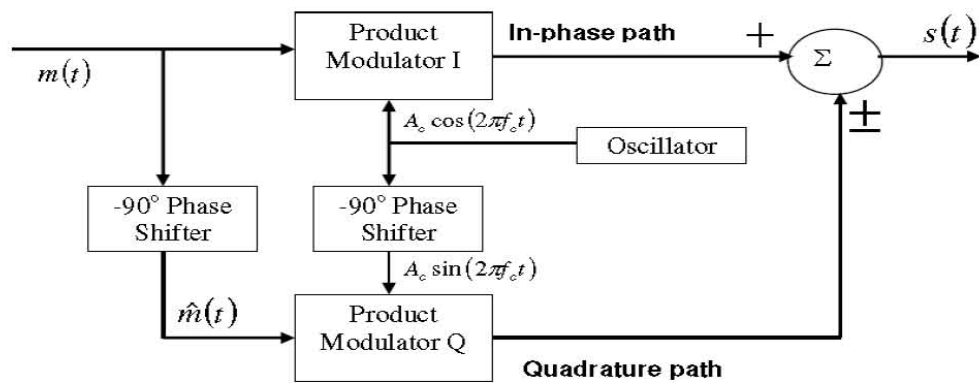 Product
Modulator I
In-phase path
+
s(t)
Σ
m(t)
±
A_c cos(2πf_c t)
Oscillator
-90° Phase
Shifter
-90° Phase
Shifter
A_c sin(2πf_c t)
m̂(t)
Product
Modulator Q
Quadrature path